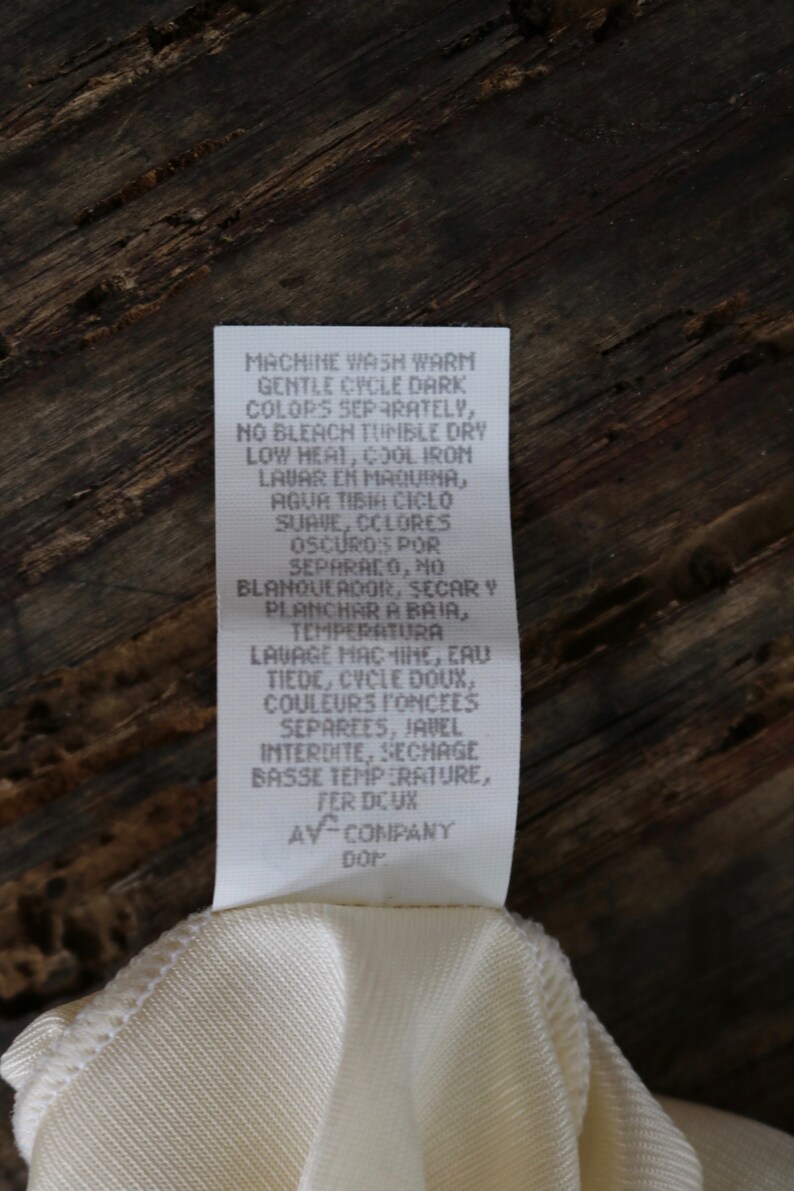 MACHINE WASH WARM
GENTLE CYCLE DARK
COLORS SEPARATELY,
NO BLEACH TUMBLE DRY
LOW HEAT, COOL IRON
LAVAR EN MAQUINA,
AGUA TIBIA CICLO
SUAVE, COLORES
OSCUROS POR
SEPARADO, NO
BLANQUEADOR, SECAR Y
PLANCHAR A BAJA,
TEMPERATURA
LAVAGE MACHINE, EAU
TIEDE, CYCLE DOUX,
COULEURS FONCEES
SEPAREES, JAVEL
INTERDITE, SECHAGE
BASSE TEMPERATURE,
FER DOUX
COMPANY